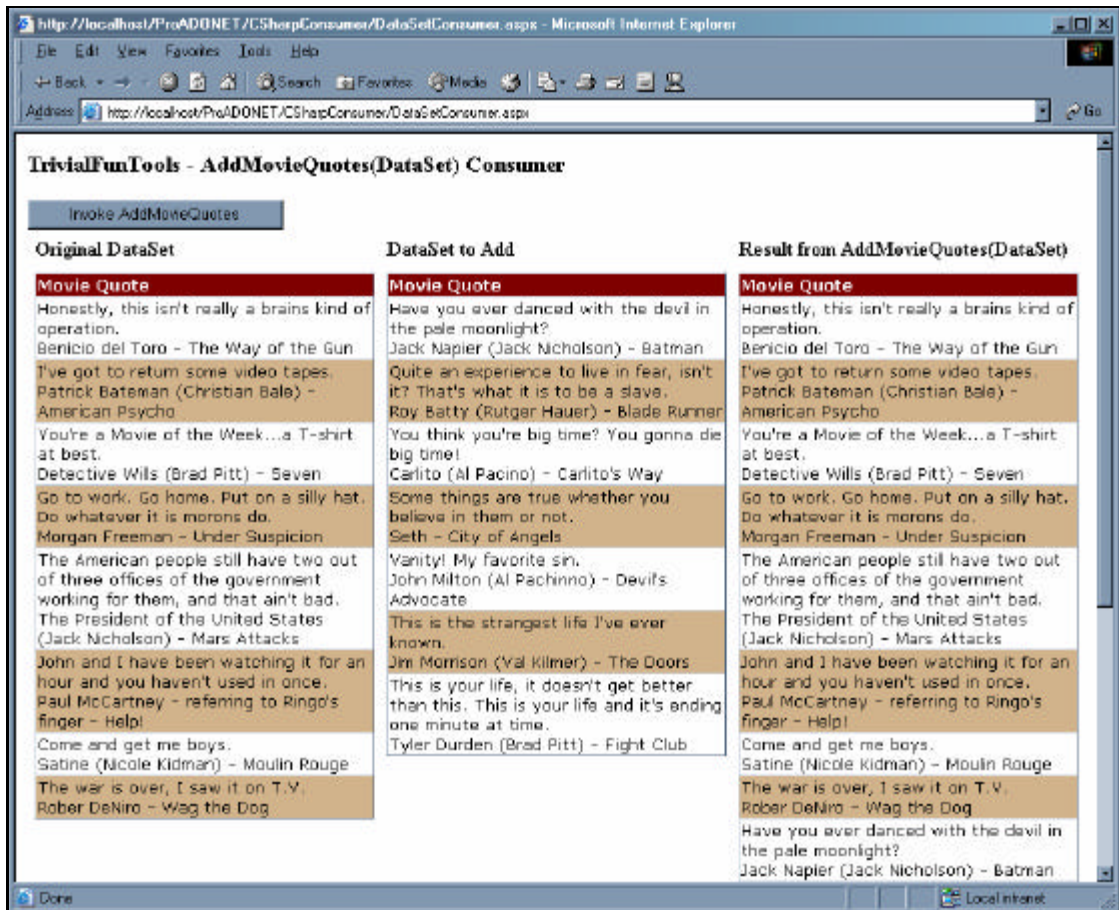 http://localhost/ProADONET/CSharpConsumer/DataSetConsumer.aspx - Microsoft Internet Explorer
File Edit View Favorites Tools Help
Back Search Favorites Media
Address http://localhost/ProADONET/CSharpConsumer/DataSetConsumer.aspx Go
TrivialFunTools - AddMovieQuotes(DataSet) Consumer
Invoke AddMovieQuotes
Original DataSet
Movie Quote
Honestly, this isn't really a brains kind of
operation.
Benicio del Toro - The Way of the Gun
I've got to return some video tapes.
Patrick Bateman (Christian Bale) -
American Psycho
You're a Movie of the Week...a T-shirt
at best.
Detective Wills (Brad Pitt) - Seven
Go to work. Go home. Put on a silly hat.
Do whatever it is morons do.
Morgan Freeman - Under Suspicion
The American people still have two out
of three offices of the government
working for them, and that ain't bad.
The President of the United States
(Jack Nicholson) - Mars Attacks
John and I have been watching it for an
hour and you haven't used in once.
Paul McCartney - referring to Ringo's
finger - Help!
Come and get me boys.
Satine (Nicole Kidman) - Moulin Rouge
The war is over, I saw it on T.V.
Rober DeNiro - Wag the Dog
DataSet to Add
Movie Quote
Have you ever danced with the devil in
the pale moonlight?
Jack Napier (Jack Nicholson) - Batman
Quite an experience to live in fear, isn't
it? That's what it is to be a slave.
Roy Batty (Rutger Hauer) - Blade Runner
You think you're big time? You gonna die
big time!
Carlito (Al Pacino) - Carlito's Way
Some things are true whether you
believe in them or not.
Seth - City of Angels
Vanity! My favorite sin.
John Milton (Al Pachinno) - Devil's
Advocate
This is the strangest life I've ever
known.
Jim Morrison (Val Kilmer) - The Doors
This is your life, it doesn't get better
than this. This is your life and it's ending
one minute at time.
Tyler Durden (Brad Pitt) - Fight Club
Result from AddMovieQuotes(DataSet)
Movie Quote
Honestly, this isn't really a brains kind of
operation.
Benicio del Toro - The Way of the Gun
I've got to return some video tapes.
Patrick Bateman (Christian Bale) -
American Psycho
You're a Movie of the Week...a T-shirt
at best.
Detective Wills (Brad Pitt) - Seven
Go to work. Go home. Put on a silly hat.
Do whatever it is morons do.
Morgan Freeman - Under Suspicion
The American people still have two out
of three offices of the government
working for them, and that ain't bad.
The President of the United States
(Jack Nicholson) - Mars Attacks
John and I have been watching it for an
hour and you haven't used in once.
Paul McCartney - referring to Ringo's
finger - Help!
Come and get me boys.
Satine (Nicole Kidman) - Moulin Rouge
The war is over, I saw it on T.V.
Rober DeNiro - Wag the Dog
Have you ever danced with the devil in
the pale moonlight?
Jack Napier (Jack Nicholson) - Batman
Done Local intranet